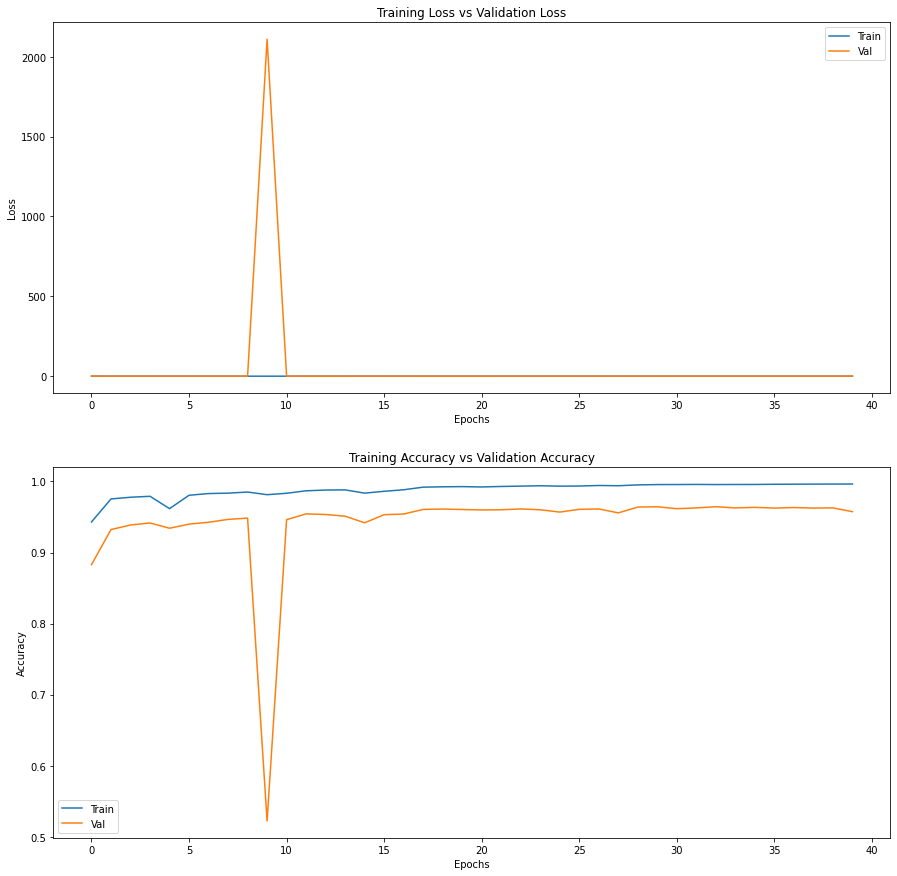 Training Loss vs Validation Loss
Train
Val
2000
1500
1000
500
0
Loss
0 5 10 15 20 25 30 35 40
Epochs
Training Accuracy vs Validation Accuracy
1.0
0.9
0.8
0.7
0.6
0.5
Accuracy
Train
Val
0 5 10 15 20 25 30 35 40
Epochs